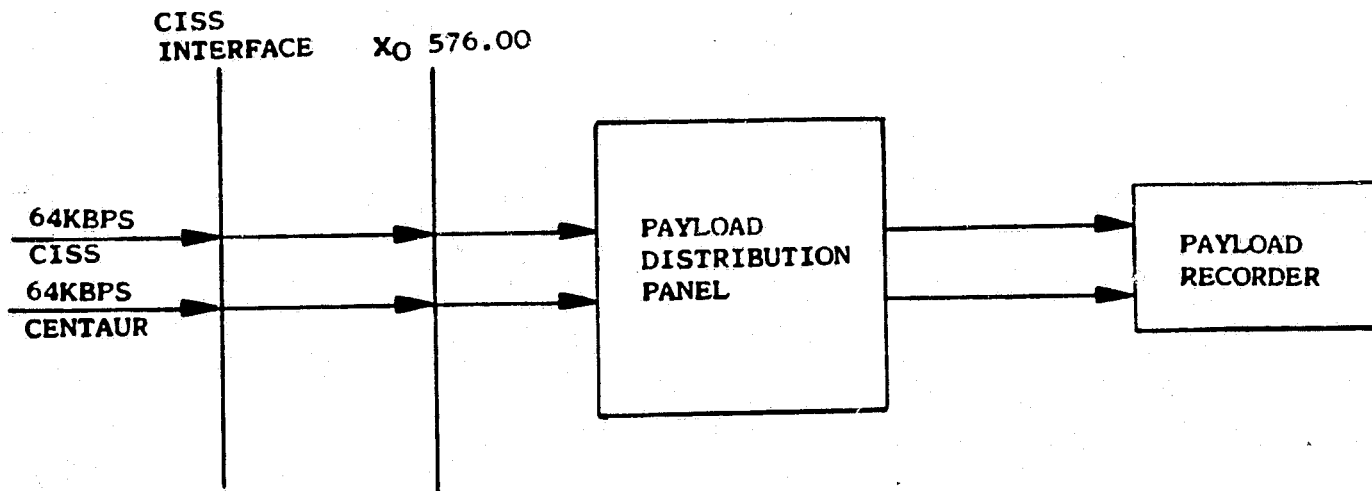 CISS
INTERFACE
XO 576.00
64KBPS
CISS
64KBPS
CENTAUR
PAYLOAD
DISTRIBUTION
PANEL
PAYLOAD
RECORDER